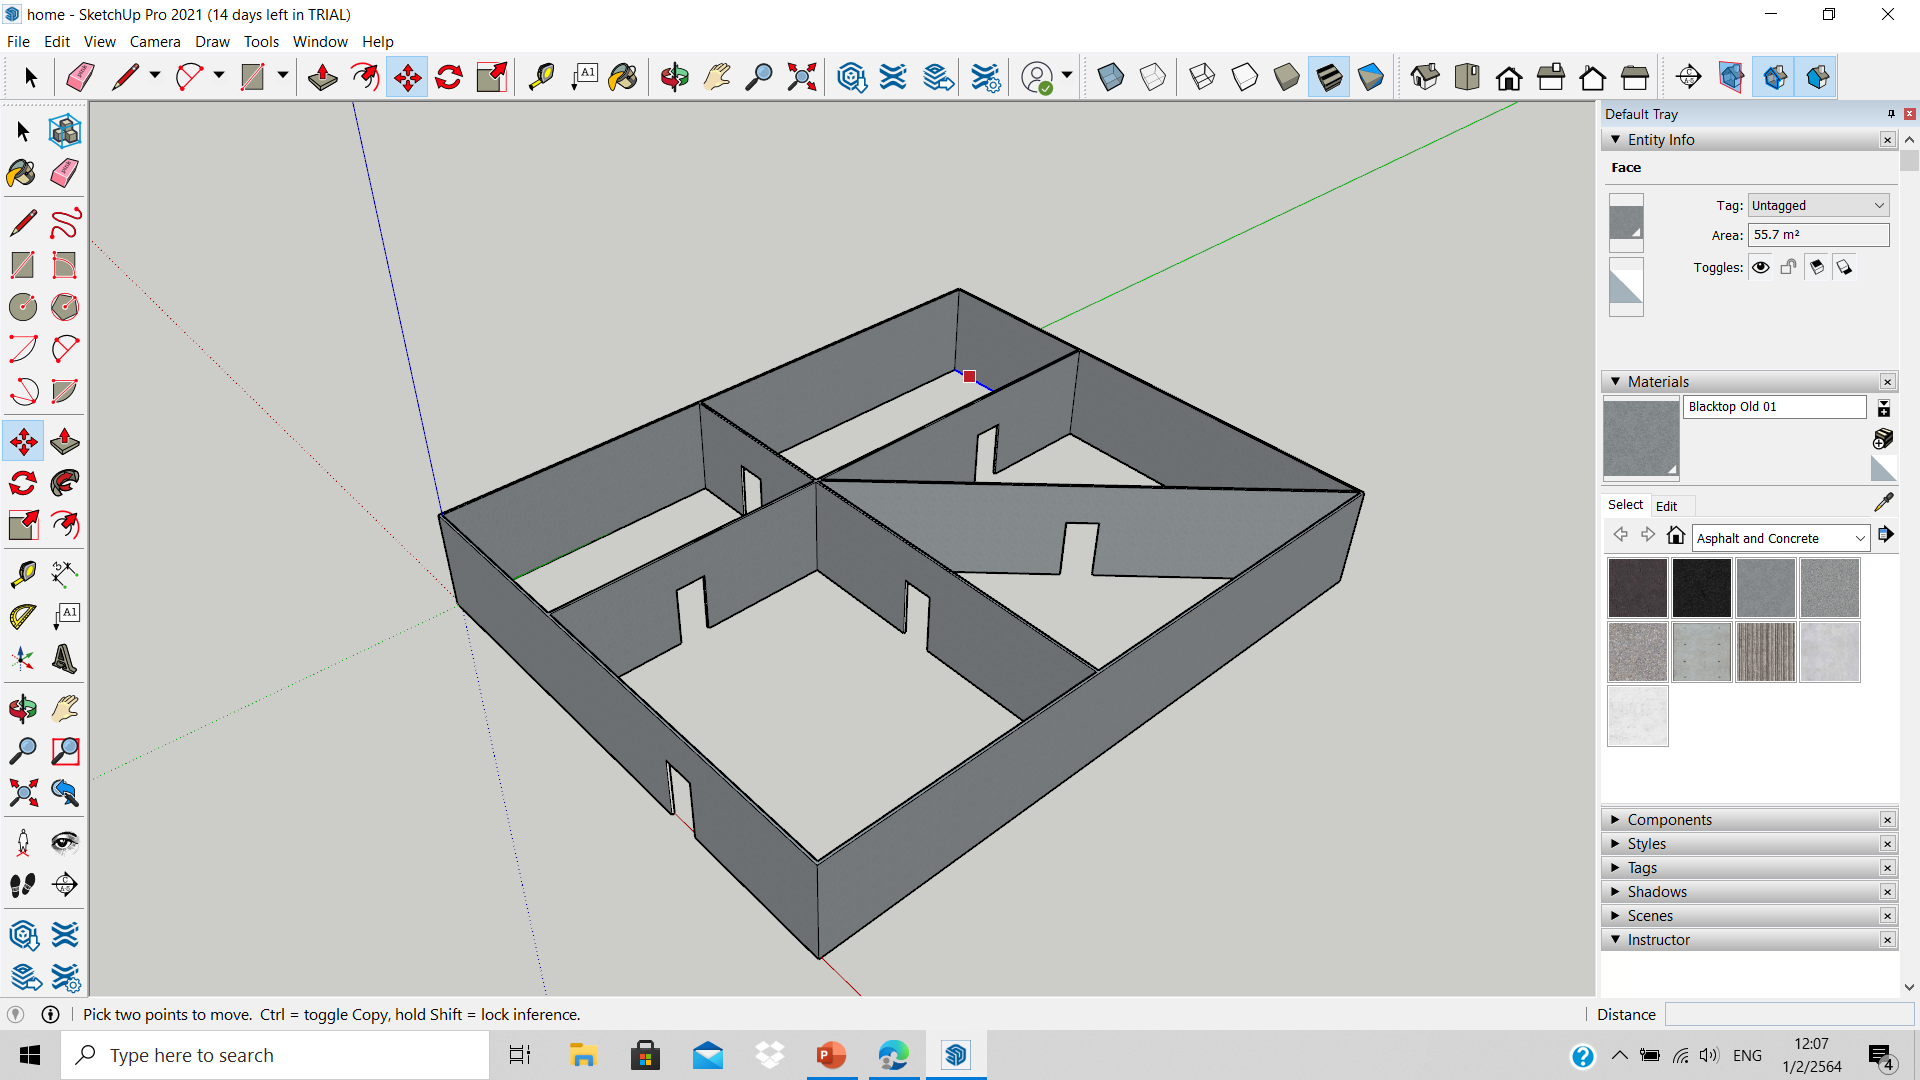 home - SketchUp Pro 2021 (14 days left in TRIAL)
File Edit View Camera Draw Tools Window Help
A1
Default Tray
Entity Info
Face
Tag: Untagged
Area: 55.7 m²
Toggles:
Materials
Blacktop Old 01
Select Edit
Asphalt and Concrete
A1
Components
Styles
Tags
Shadows
Scenes
Instructor
Pick two points to move. Ctrl = toggle Copy, hold Shift = lock inference.
Distance
Type here to search
P
ENG
12:07
1/2/2564
4